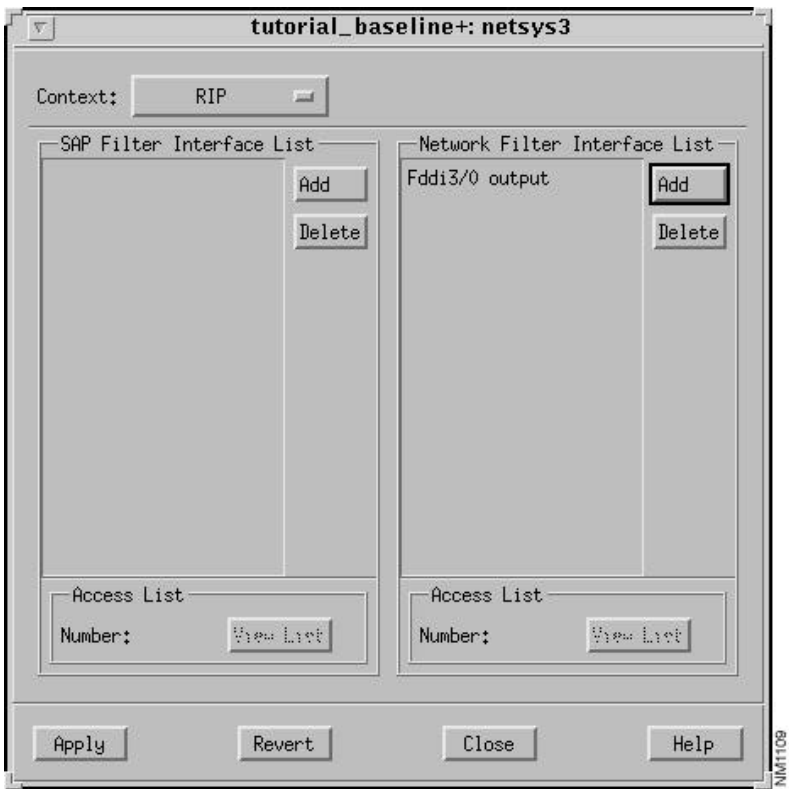 tutorial_baseline+: netsys3
Context: RIP
SAP Filter Interface List
Add
Delete
Access List
Number: View List
Network Filter Interface List
Fddi3/0 output
Add
Delete
Access List
Number: View List
Apply Revert Close Help
NM1109